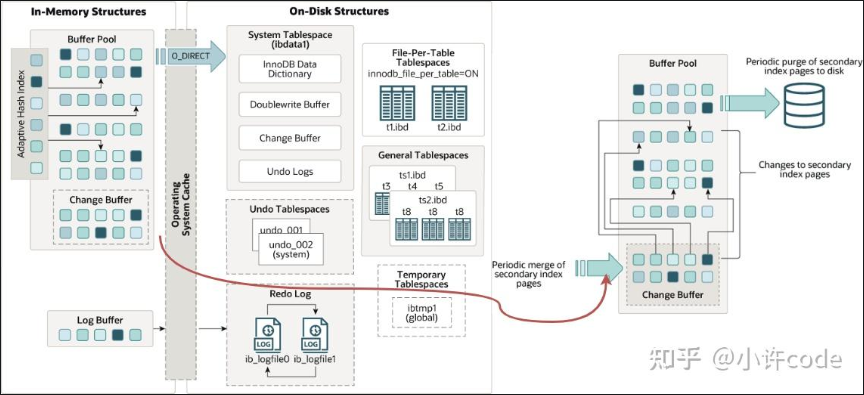 In-Memory Structures
Buffer Pool
Adaptive Hash Index
Change Buffer
Log Buffer
O_DIRECT
Operating
System Cache
On-Disk Structures
System Tablespace
(ibdata1)
InnoDB Data
Dictionary
Doublewrite Buffer
Change Buffer
Undo Logs
File-Per-Table
Tablespaces
innodb_file_per_table=ON
t1.ibd
t2.ibd
General Tablespaces
ts1.ibd
t3 t4 t5
ts2.ibd
t8 t8 t8
Undo Tablespaces
undo_001
undo_002
(system)
Temporary
Tablespaces
ibtmp1
(global)
Redo Log
LOG
LOG
ib_logfile0
ib_logfile1
Buffer Pool
Periodic purge of secondary
index pages to disk
Changes to secondary
index pages
Periodic merge of
secondary index
pages
Change Buffer
知乎 @小许code